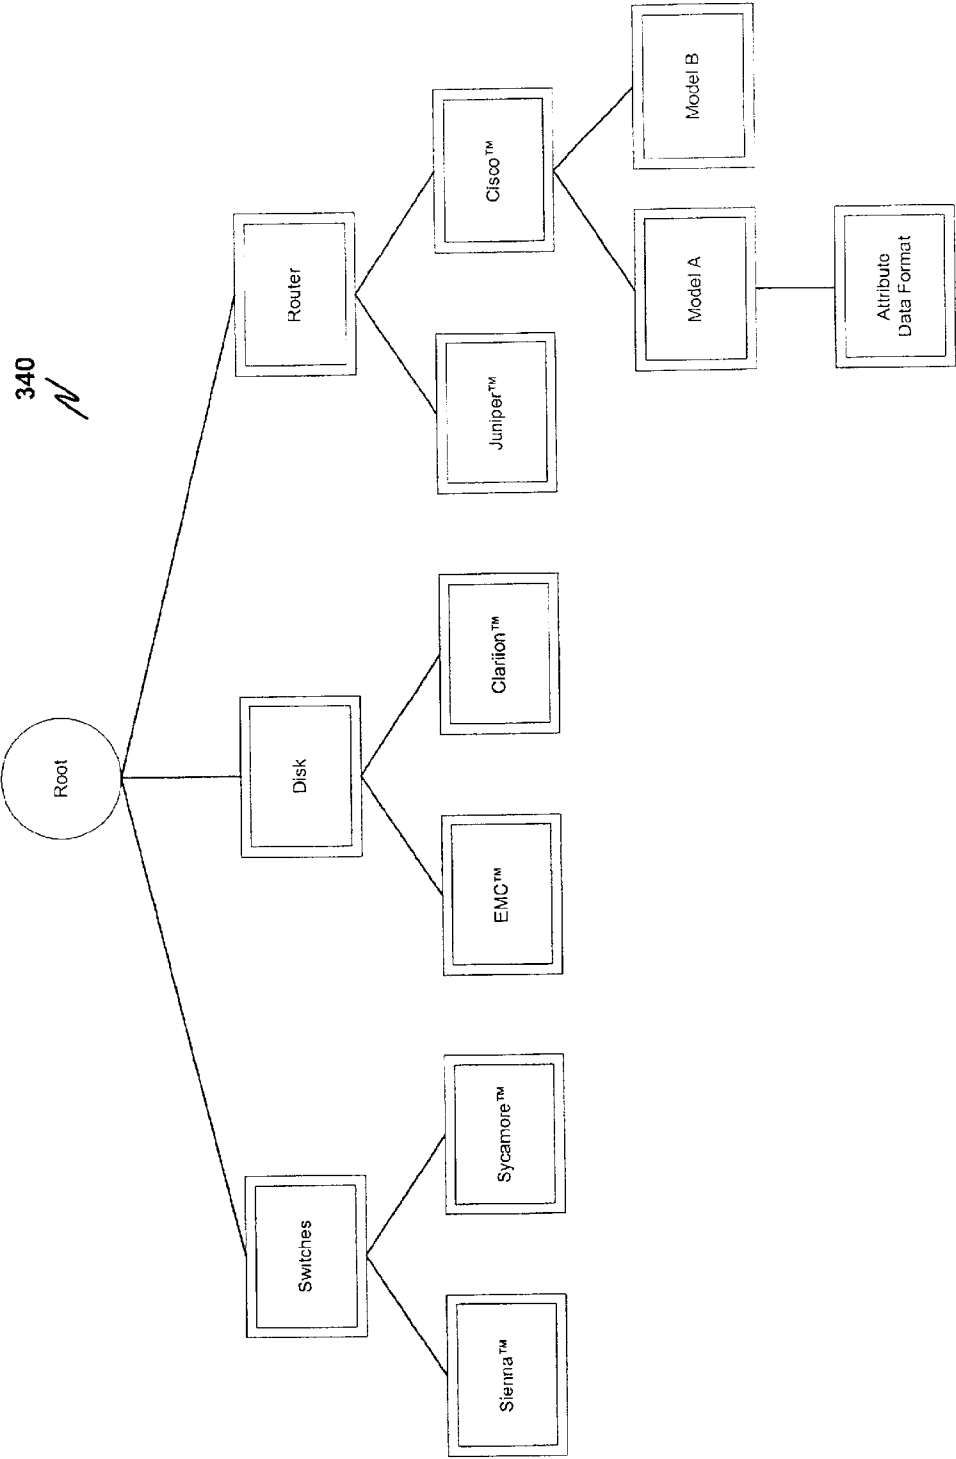 340
Root
Switches
Disk
Router
Sienna™
Sycamore™
EMC™
Clariion™
Juniper™
Cisco™
Model A
Model B
Attribute
Data Format